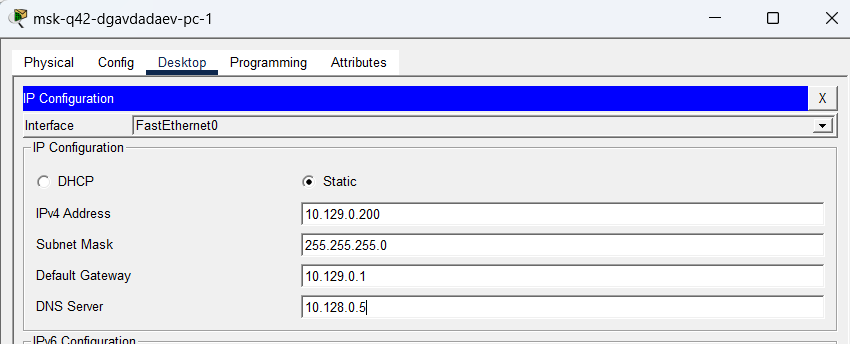 msk-q42-dgavdadaev-pc-1
Physical Config Desktop Programming Attributes
IP Configuration X
Interface FastEthernet0
IP Configuration
DHCP Static
IPv4 Address 10.129.0.200
Subnet Mask 255.255.255.0
Default Gateway 10.129.0.1
DNS Server 10.128.0.5
IPv6 Configuration